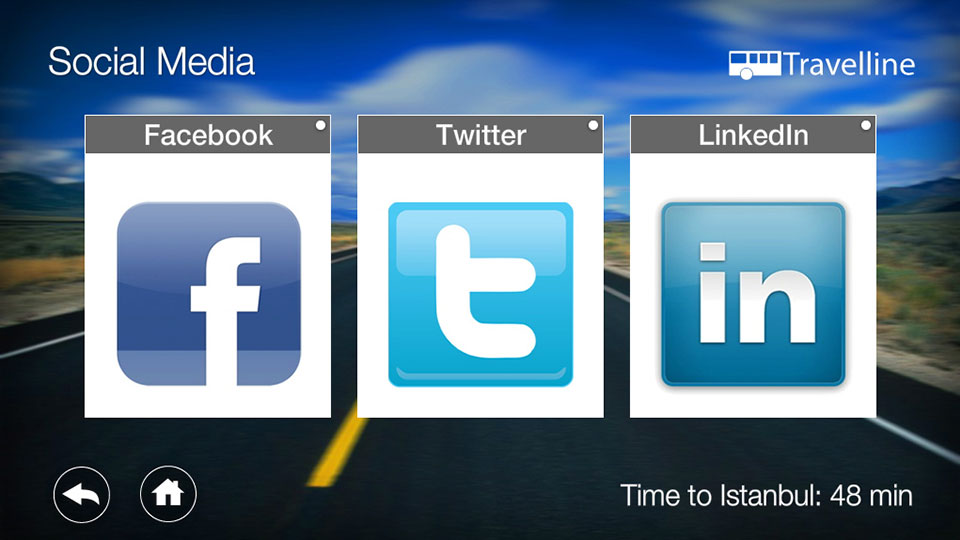 Social Media
Travelline
Facebook
Twitter
LinkedIn
f
t
in
Time to Istanbul: 48 min